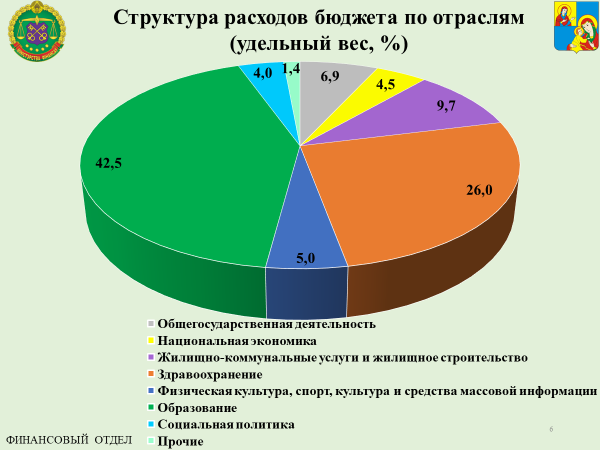 Структура расходов бюджета по отраслям
(удельный вес, %)
4,0
1,4
6,9
4,5
9,7
42,5
26,0
5,0
Общегосударственная деятельность
Национальная экономика
Жилищно-коммунальные услуги и жилищное строительство
Здравоохранение
Физическая культура, спорт, культура и средства массовой информации
Образование
Социальная политика
Прочие
ФИНАНСОВЫЙ ОТДЕЛ
6